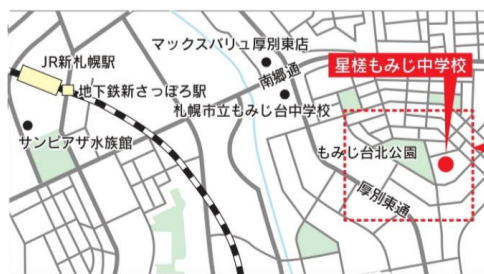 マックスバリュ厚別東店
JR新札幌駅
星槎もみじ中学校
南郷通
地下鉄新さっぽろ駅
札幌市立もみじ台中学校
サンピアザ水族館
もみじ台北公園
厚別東通